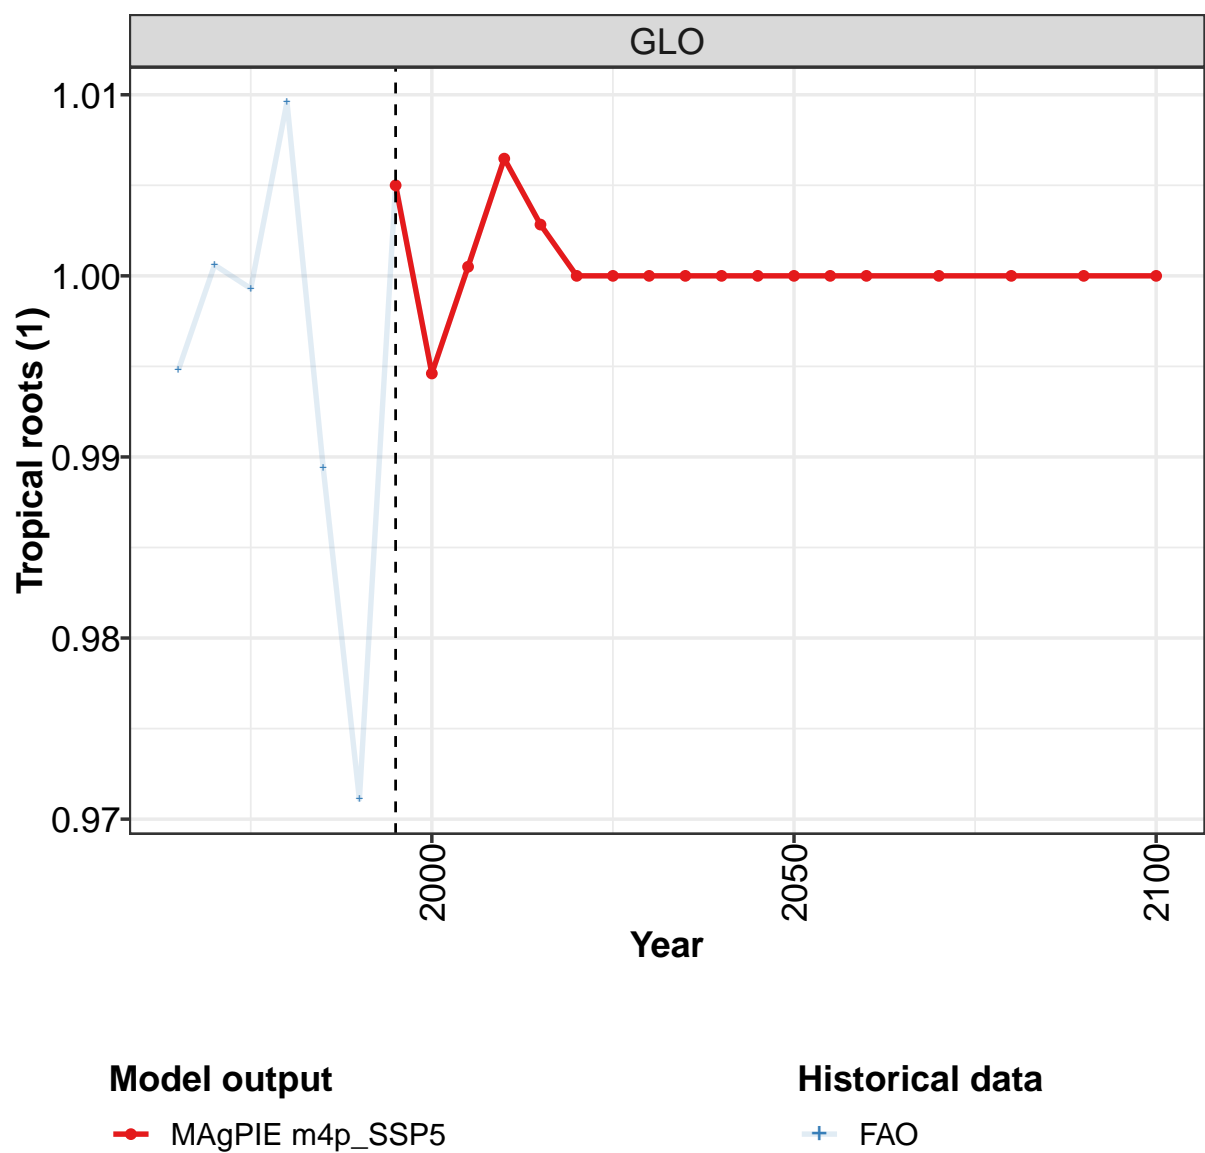 GLO
1.01
1.00
0.99
0.98
0.97
Tropical roots (1)
2000
2050
2100
Year
Model output
MAgPIE m4p_SSP5
Historical data
FAO